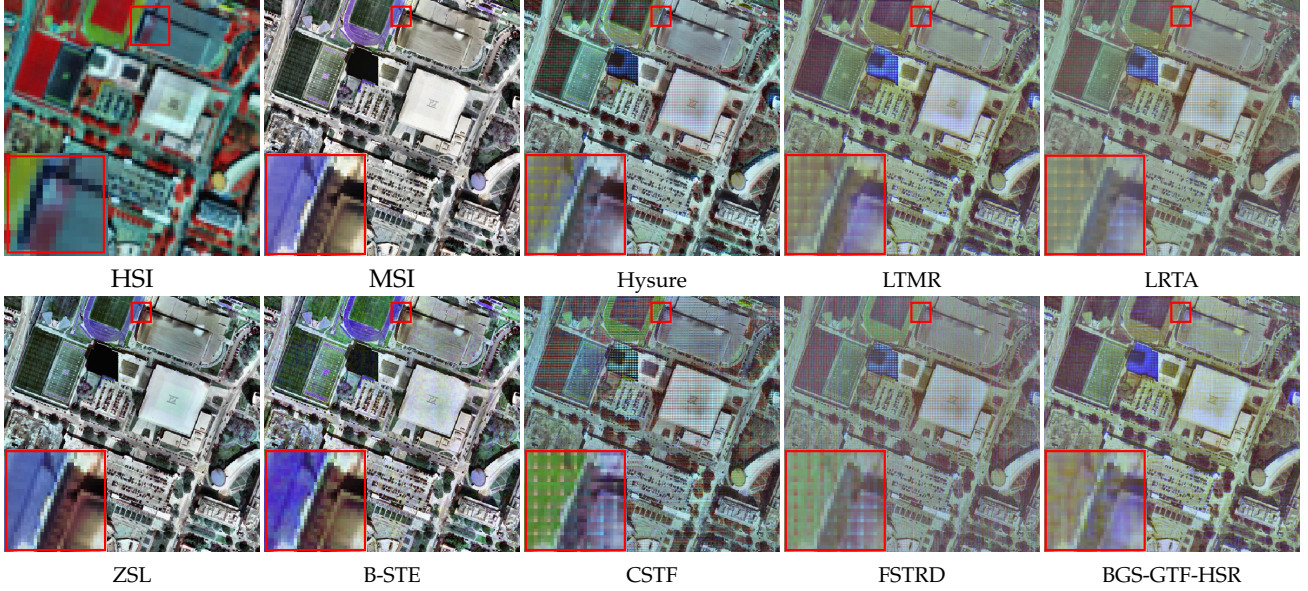 HSI MSI Hysure LTMR LRTA
ZSL B-STE CSTF FSTRD BGS-GTF-HSR